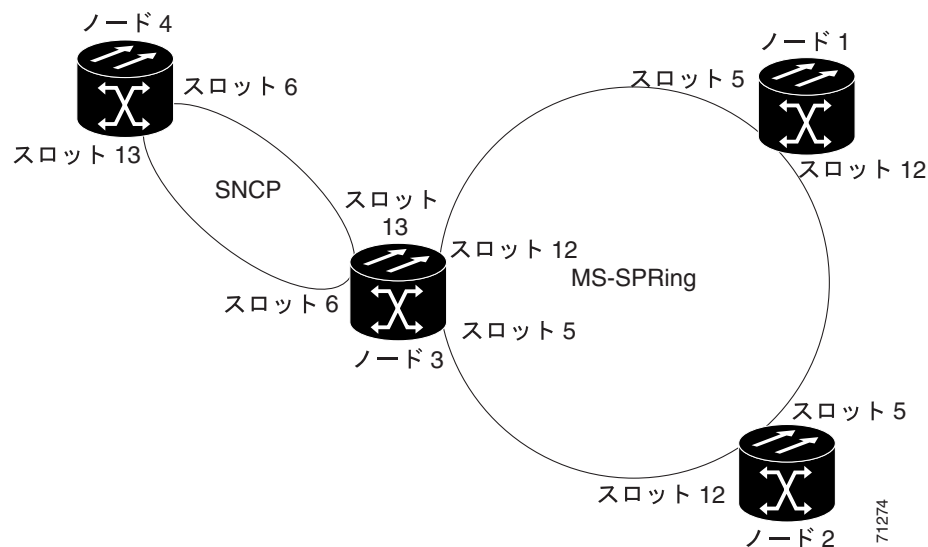 ノード 4
ノード 1
スロット 6
スロット 5
スロット 13
スロット 12
SNCP
スロット
13
スロット 12
MS-SPRing
スロット 6
スロット 5
ノード 3
スロット 5
スロット 12
ノード 2
71274